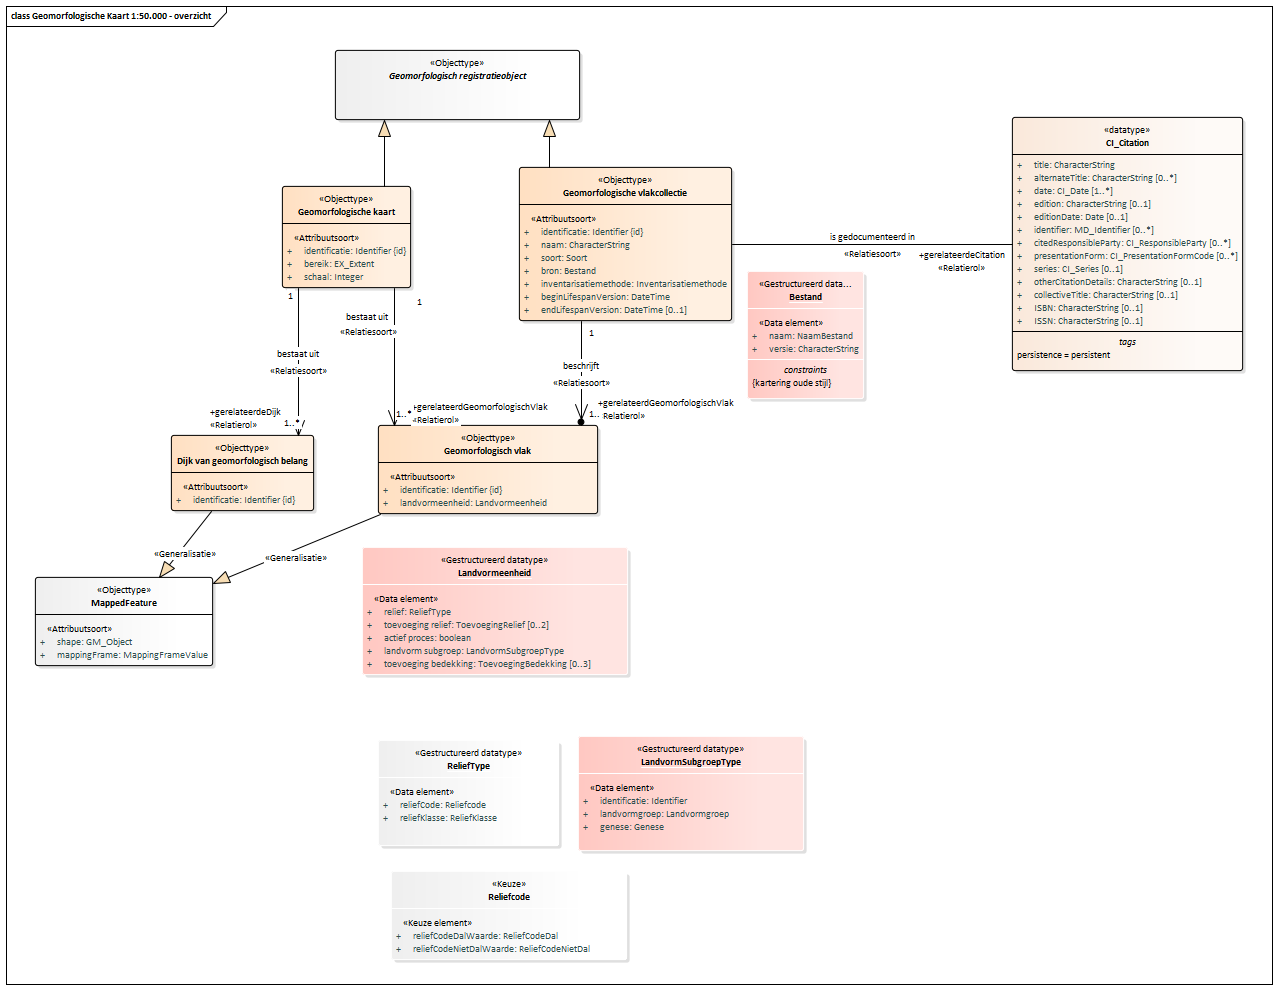 class Geomorfologische Kaart 1:50.000 - overzicht
«Objecttype»
Geomorfologisch registratieobject
«Objecttype»
Geomorfologische kaart
«Attribuutsoort»
+ identificatie: Identifier {id}
+ bereik: EX_Extent
+ schaal: Integer
«Objecttype»
Geomorfologische vlakcollectie
«Attribuutsoort»
+ identificatie: Identifier {id}
+ naam: CharacterString
+ soort: Soort
+ bron: Bestand
+ inventarisatiemethode: Inventarisatiemethode
+ beginLifespanVersion: DateTime
+ endLifespanVersion: DateTime [0..1]
is gedocumenteerd in
«Relatiesoort»
+gerelateerdeCitation
«Relatierol»
«datatype»
CI_Citation
+ title: CharacterString
+ alternateTitle: CharacterString [0..*]
+ date: CI_Date [1..*]
+ edition: CharacterString [0..1]
+ editionDate: Date [0..1]
+ identifier: MD_Identifier [0..*]
+ citedResponsibleParty: CI_ResponsibleParty [0..*]
+ presentationForm: CI_PresentationFormCode [0..*]
+ series: CI_Series [0..1]
+ otherCitationDetails: CharacterString [0..1]
+ collectiveTitle: CharacterString [0..1]
+ ISBN: CharacterString [0..1]
+ ISSN: CharacterString [0..1]
tags
persistence = persistent
«Gestructureerd data...
Bestand
«Data element»
+ naam: NaamBestand
+ versie: CharacterString
constraints
{kartering oude stijl}
1
bestaat uit
«Relatiesoort»
+gerelateerdeDijk
«Relatierol»
1..*
1
bestaat uit
«Relatiesoort»
1..*
+gerelateerdGeomorfologischVlak
«Relatierol»
1
beschrijft
«Relatiesoort»
+gerelateerdGeomorfologischVlak
1..
Relatierol»
«Objecttype»
Dijk van geomorfologisch belang
«Attribuutsoort»
+ identificatie: Identifier {id}
«Objecttype»
Geomorfologisch vlak
«Attribuutsoort»
+ identificatie: Identifier {id}
+ landvormeenheid: Landvormeenheid
«Generalisatie»
«Generalisatie»
«Objecttype»
MappedFeature
«Attribuutsoort»
+ shape: GM_Object
+ mappingFrame: MappingFrameValue
«Gestructureerd datatype»
Landvormeenheid
«Data element»
+ relief: ReliefType
+ toevoeging relief: ToevoegingRelief [0..2]
+ actief proces: boolean
+ landvorm subgroep: LandvormSubgroepType
+ toevoeging bedekking: ToevoegingBedekking [0..3]
«Gestructureerd datatype»
ReliefType
«Data element»
+ reliefCode: Reliefcode
+ reliefKlasse: ReliefKlasse
«Gestructureerd datatype»
LandvormSubgroepType
«Data element»
+ identificatie: Identifier
+ landvormgroep: Landvormgroep
+ genese: Genese
«Keuze»
Reliefcode
«Keuze element»
+ reliefCodeDalWaarde: ReliefCodeDal
+ reliefCodeNietDalWaarde: ReliefCodeNietDal